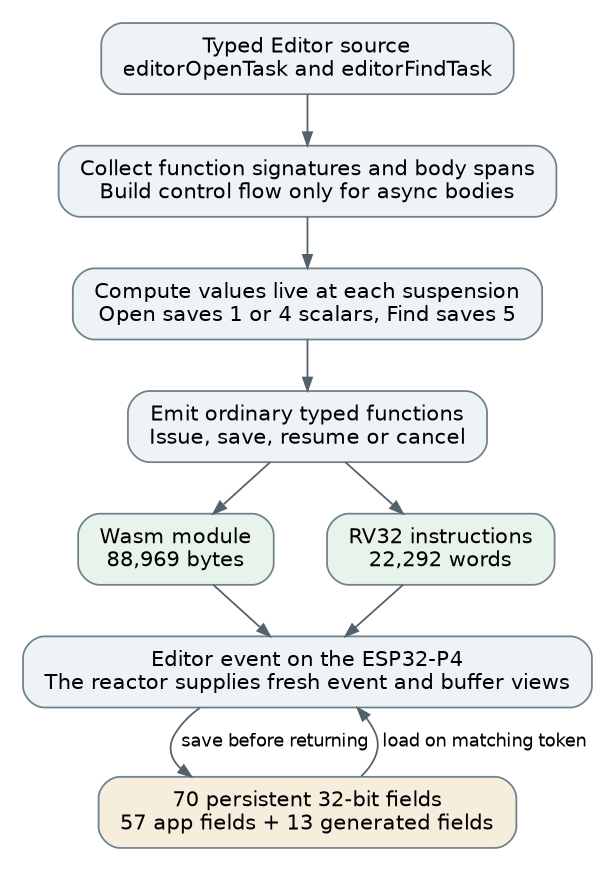 Typed Editor source
editorOpenTask and editorFindTask
Collect function signatures and body spans
Build control flow only for async bodies
Compute values live at each suspension
Open saves 1 or 4 scalars, Find saves 5
Emit ordinary typed functions
Issue, save, resume or cancel
Wasm module
88,969 bytes
RV32 instructions
22,292 words
Editor event on the ESP32-P4
The reactor supplies fresh event and buffer views
save before returning
load on matching token
70 persistent 32-bit fields
57 app fields + 13 generated fields